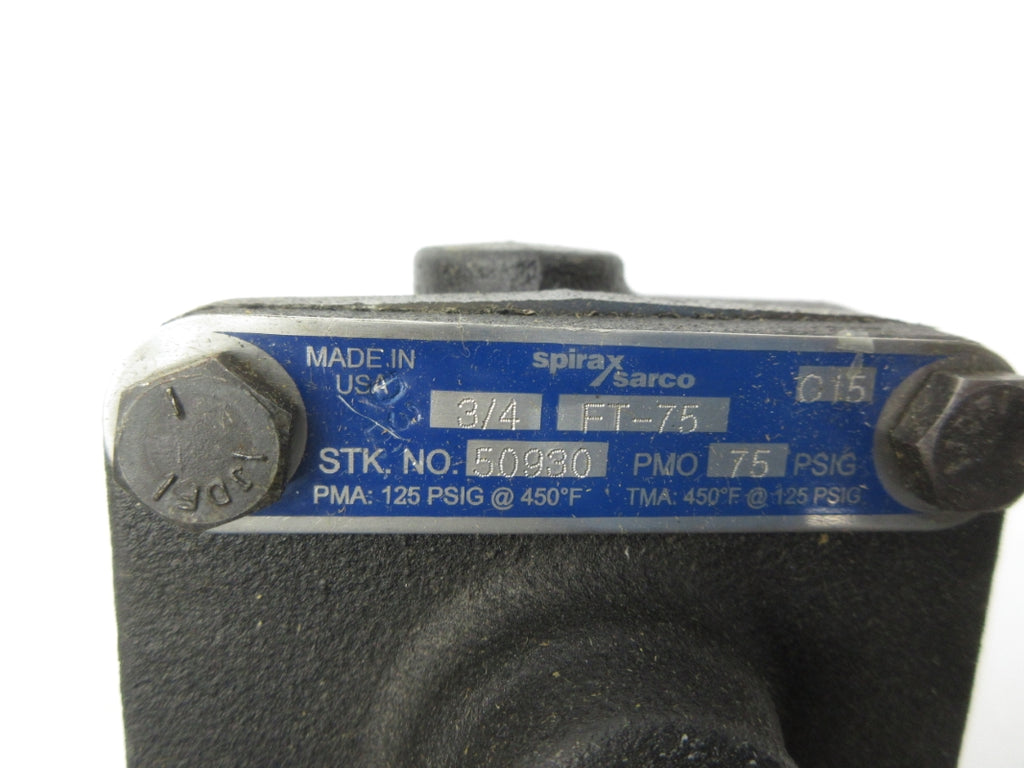 MADE IN
USA
spirax
sarco
C15
3/4 FT-75
STK. NO. 50930 PMO 75 PSIG
PMA: 125 PSIG @ 450°F TMA: 450°F @ 125 PSIG